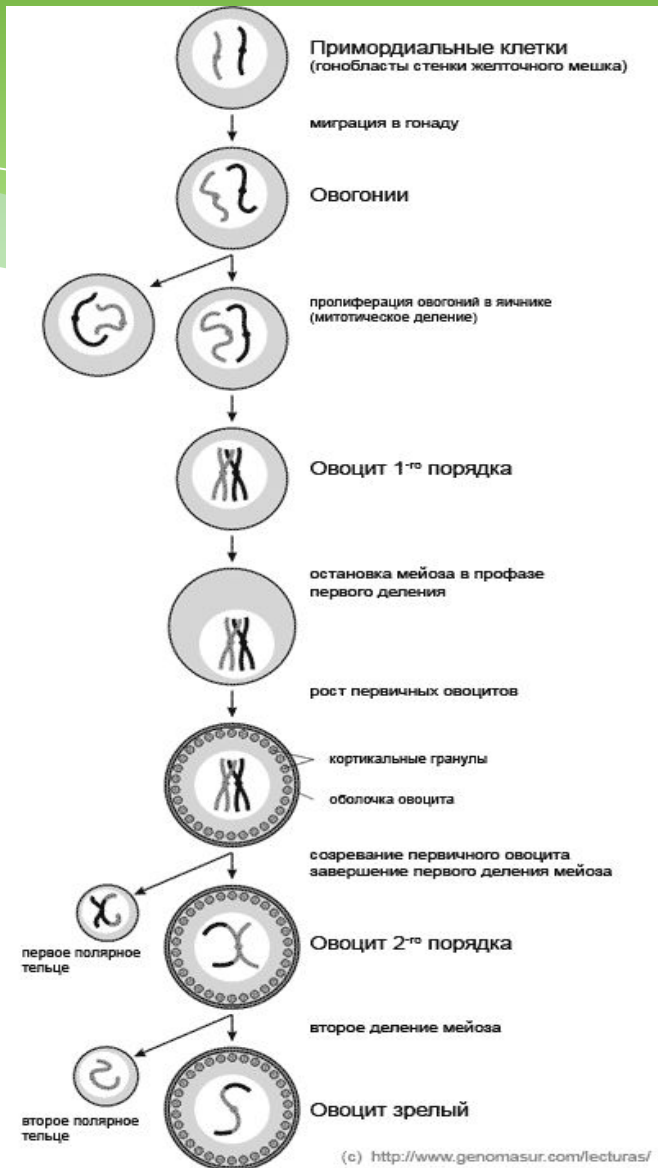 Примордиальные клетки
(гонобласты стенки желточного мешка)
миграция в гонаду
Овогонии
пролиферация овогоний в яичнике
(митотическое деление)
Овоцит 1-го порядка
остановка мейоза в профазе
первого деления
рост первичных овоцитов
кортикальные гранулы
оболочка овоцита
созревание первичного овоцита
завершение первого деления мейоза
первое полярное
тельце
Овоцит 2-го порядка
второе деление мейоза
второе полярное
тельце
Овоцит зрелый
(c) http://www.genomasur.com/lecturas/